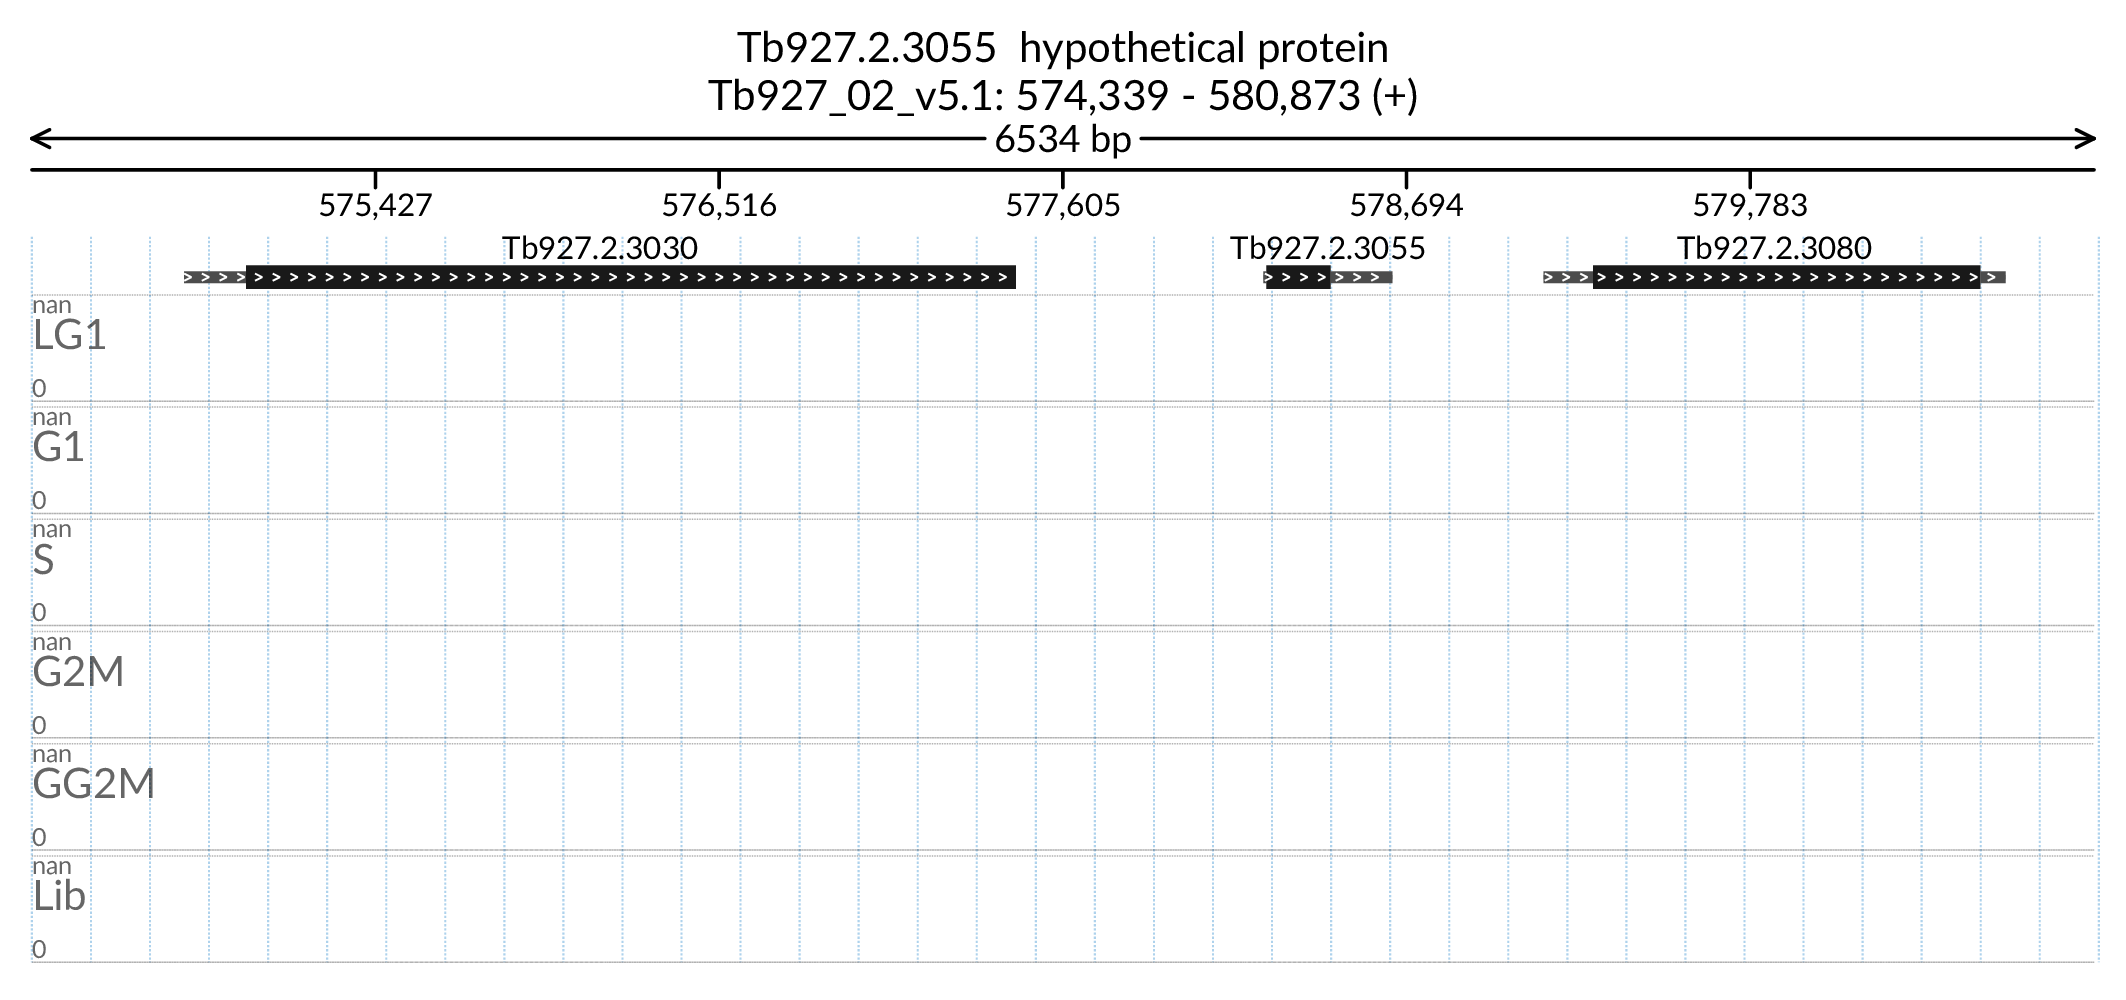 Tb927.2.3055  hypothetical protein
Tb927_02_v5.1: 574,339 - 580,873 (+)
6534 bp
575,427 576,516 577,605 578,694 579,783
Tb927.2.3030 Tb927.2.3055 Tb927.2.3080
nan
LG1
0
nan
G1
0
nan
S
0
nan
G2M
0
nan
GG2M
0
nan
Lib
0